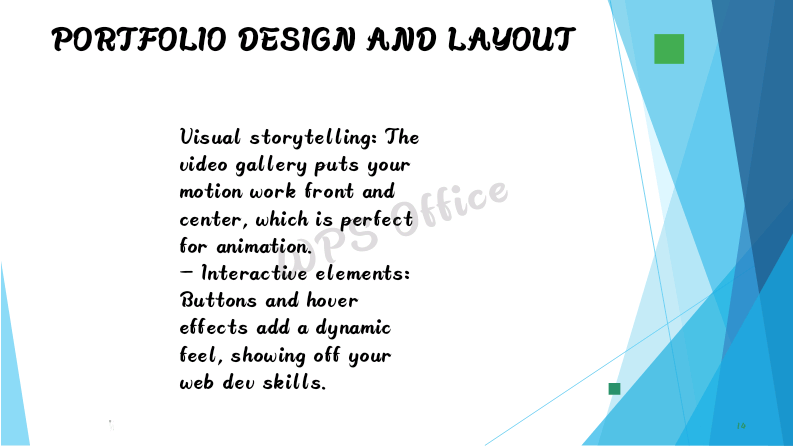 PORTFOLIO DESIGN AND LAYOUT
Visual storytelling: The
video gallery puts your
motion work front and
center, which is perfect
for animation.
– Interactive elements:
Buttons and hover
effects add a dynamic
feel, showing off your
web dev skills.
WPS Office
10